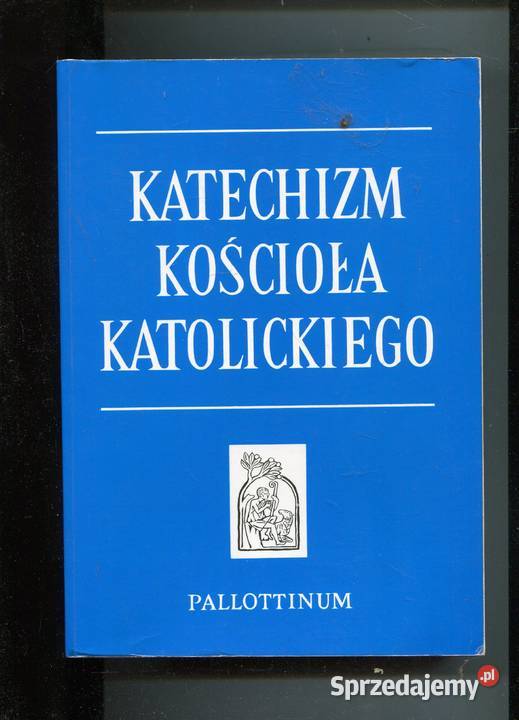 KATECHIZM
KOŚCIOŁA
KATOLICKIEGO
PALLOTTINUM
Sprzedajemy.pl